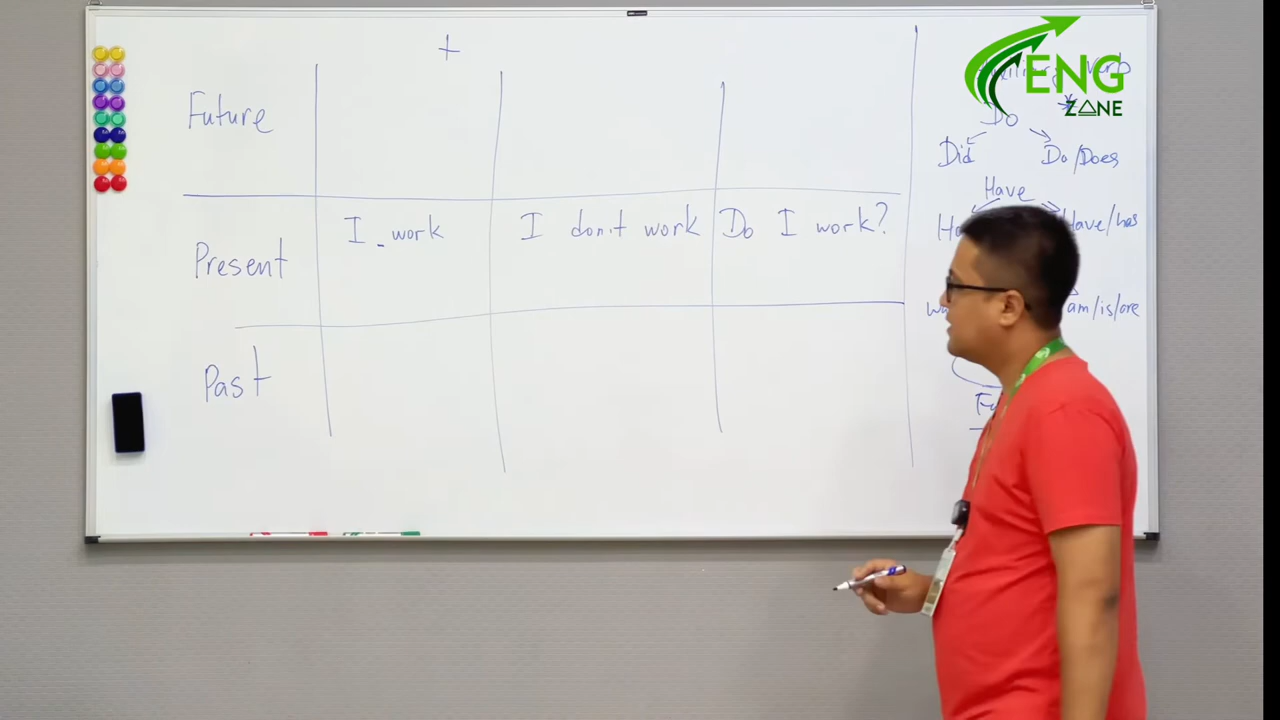 +
Future
Present
I work
I don't work
Do I work?
Past
verb
Do
Did
Do/Does
Have
Have/has
am/is/are
ENG
ZONE